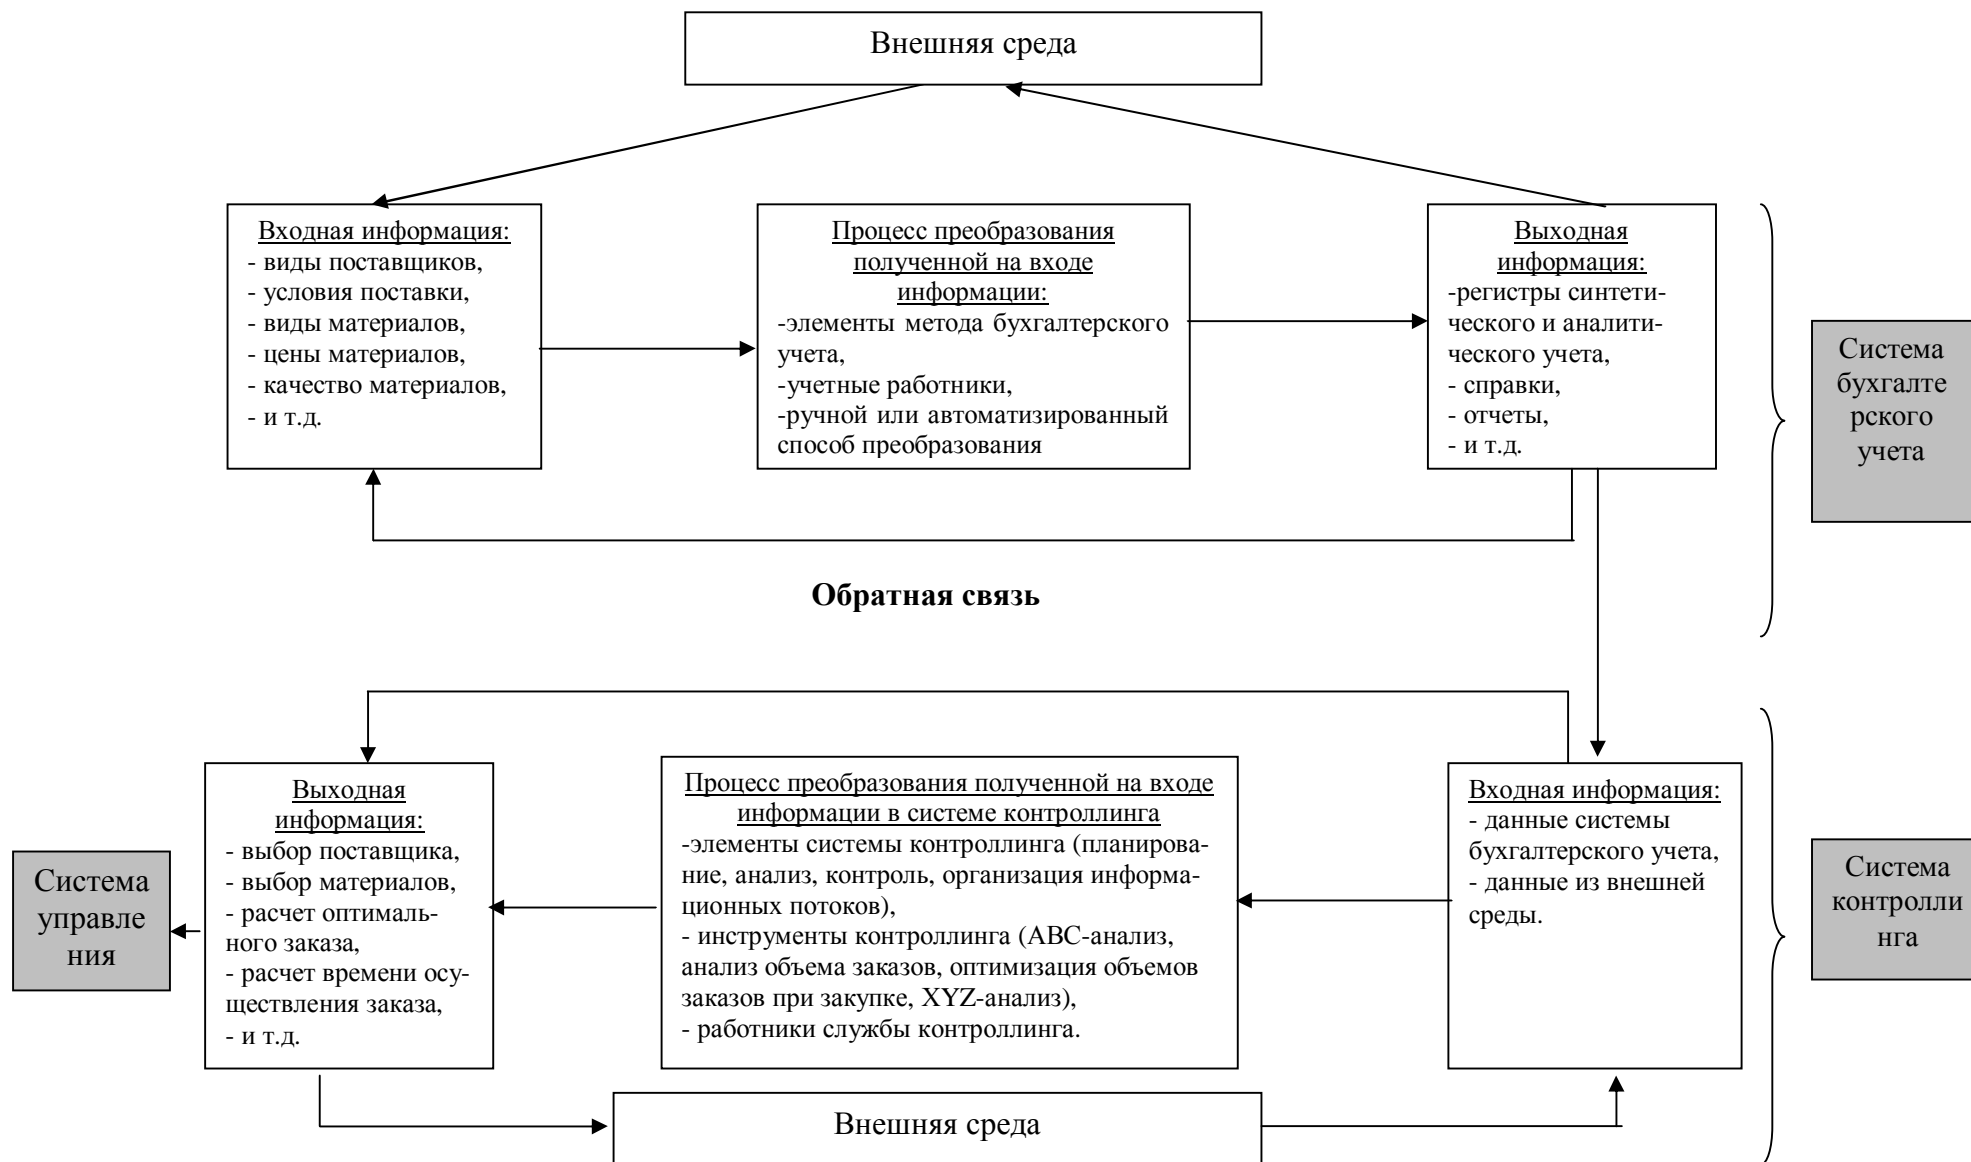 Внешняя среда
Входная информация:
- виды поставщиков,
- условия поставки,
- виды материалов,
- цены материалов,
- качество материалов,
- и т.д.
Процесс преобразования
полученной на входе
информации:
-элементы метода бухгалтерского
учета,
-учетные работники,
-ручной или автоматизированный
способ преобразования
Выходная
информация:
-регистры синтети-
ческого и аналити-
ческого учета,
- справки,
- отчеты,
- и т.д.
Система
бухгалте
рского
учета
Обратная связь
Система
управле
ния
Выходная
информация:
- выбор поставщика,
- выбор материалов,
- расчет оптималь-
ного заказа,
- расчет времени осу-
ществления заказа,
- и т.д.
Процесс преобразования полученной на входе
информации в системе контроллинга
-элементы системы контроллинга (планирова-
ние, анализ, контроль, организация информа-
ционных потоков),
- инструменты контроллинга (ABC-анализ,
анализ объема заказов, оптимизация объемов
заказов при закупке, XYZ-анализ),
- работники службы контроллинга.
Входная информация:
- данные системы
бухгалтерского учета,
- данные из внешней
среды.
Система
контролли
нга
Внешняя среда